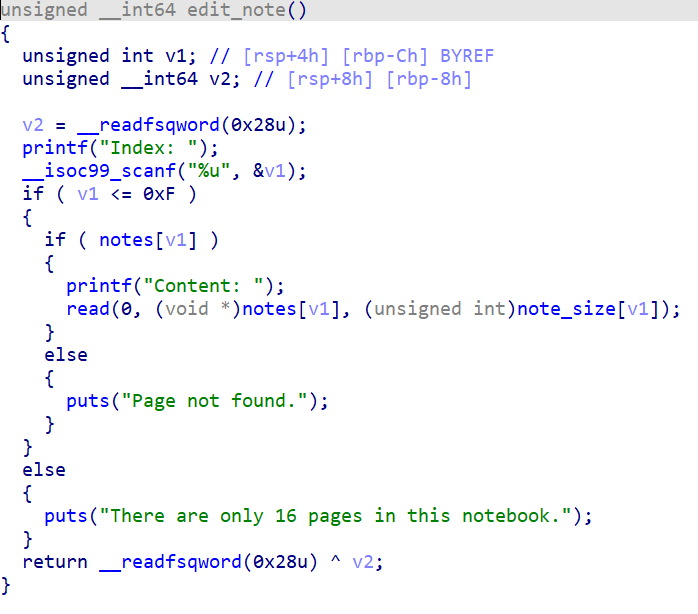 unsigned __int64 edit_note()
{
  unsigned int v1; // [rsp+4h] [rbp-Ch] BYREF
  unsigned __int64 v2; // [rsp+8h] [rbp-8h]

  v2 = __readfsqword(0x28u);
  printf("Index: ");
  __isoc99_scanf("%u", &v1);
  if ( v1 <= 0xF )
  {
    if ( notes[v1] )
    {
      printf("Content: ");
      read(0, (void *)notes[v1], (unsigned int)note_size[v1]);
    }
    else
    {
      puts("Page not found.");
    }
  }
  else
  {
    puts("There are only 16 pages in this notebook.");
  }
  return __readfsqword(0x28u) ^ v2;
}